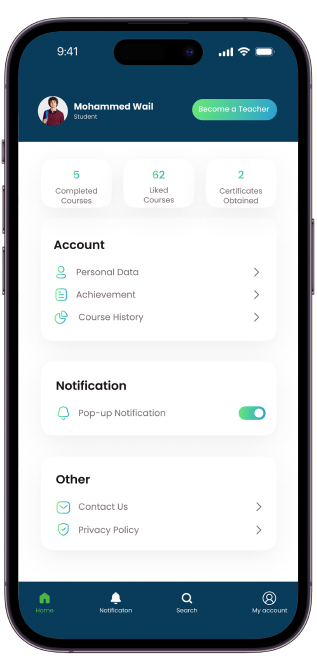 9:41
Mohammed Wail
Student
Become a Teacher
5
Completed
Courses
62
Liked
Courses
2
Certificates
Obtained
Account
Personal Data
Achievement
Course History
Notification
Pop-up Notification
Other
Contact Us
Privacy Policy
Home
Notificaton
Search
My account